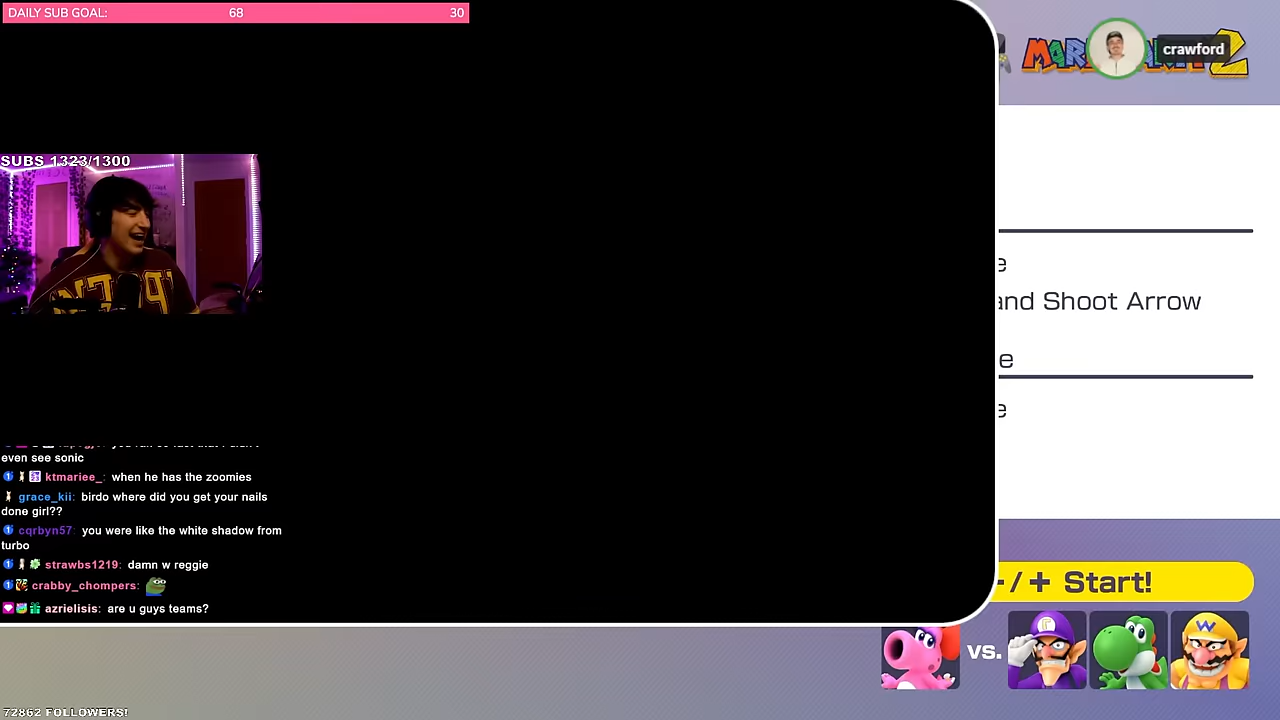 DAILY SUB GOAL: 68 30
crawford
SUBS 1323/1300
e
and Shoot Arrow
e
e
even see sonic
ktmariee_: when he has the zoomies
grace_kii: birdo where did you get your nails
done girl??
cqrbyn57: you were like the white shadow from
turbo
strawbs1219: damn w reggie
crabby_chompers:
azrielisis: are u guys teams?
-/+ Start!
vs.
72862 FOLLOWERS!